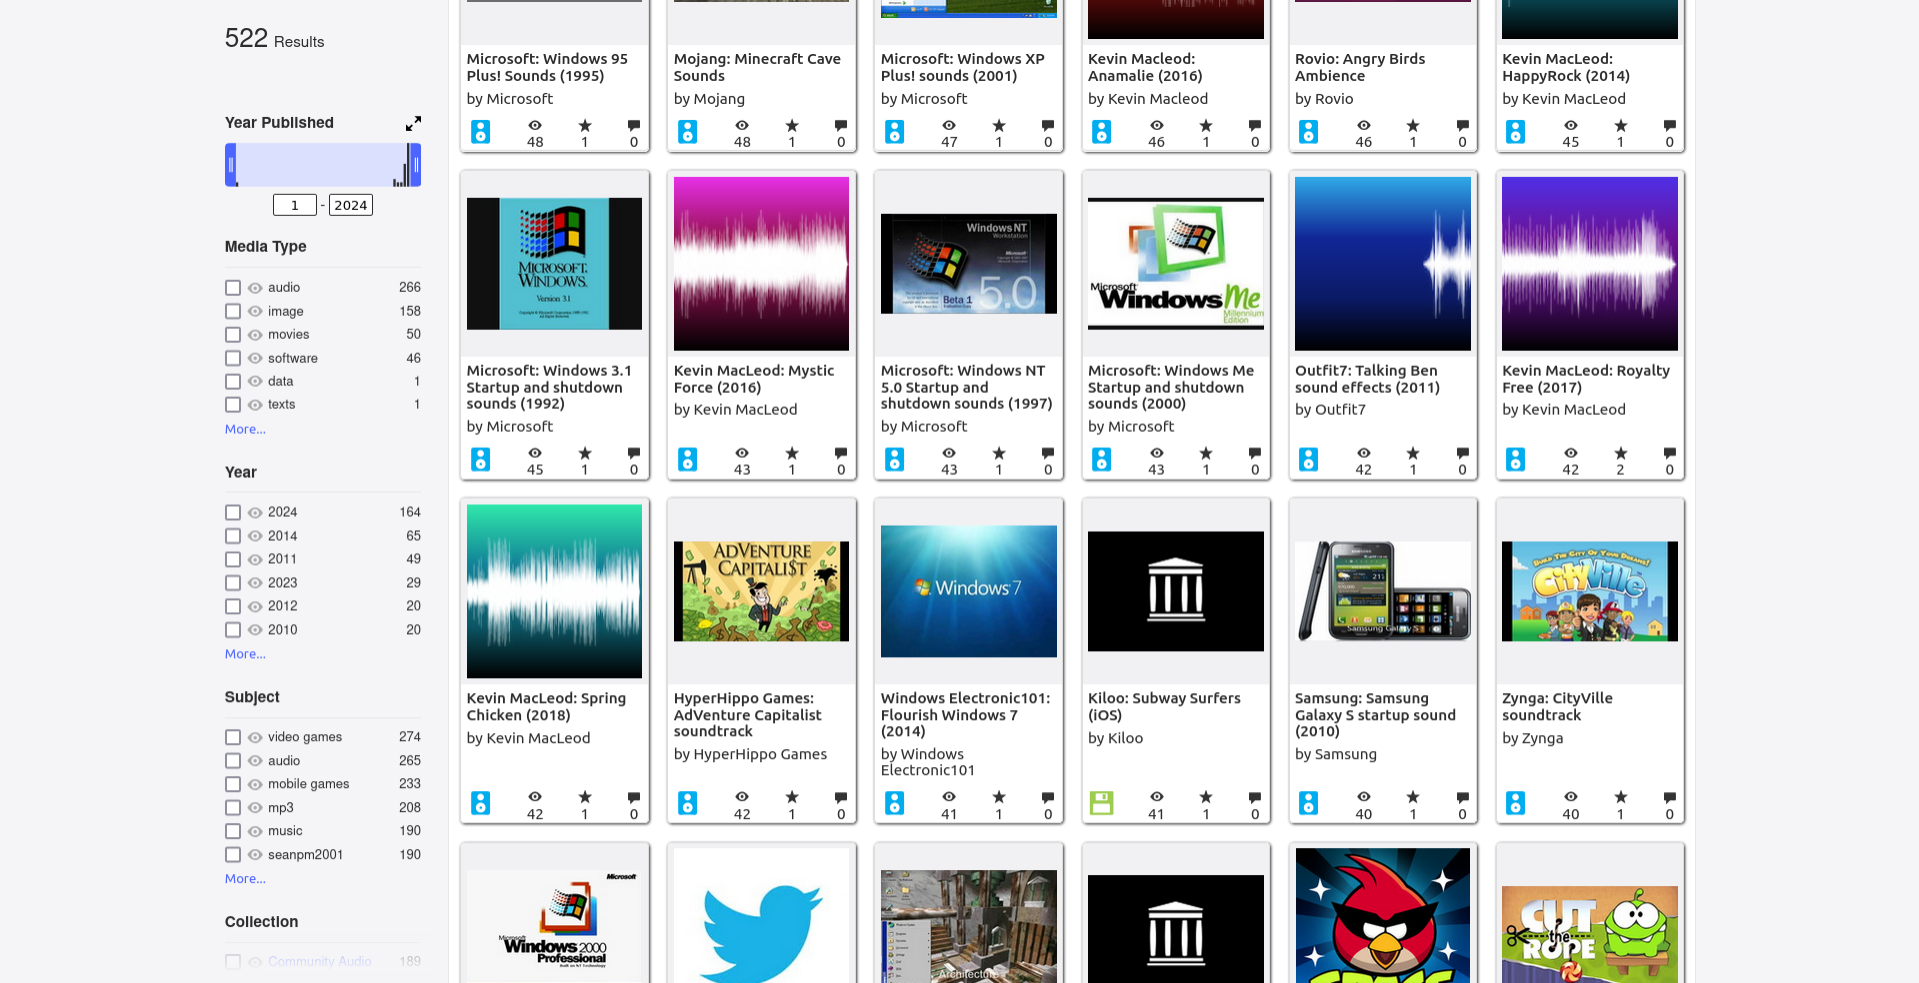 522 Results
Year Published
1 - 2024
Media Type
audio 266
image 158
movies 50
software 46
data 1
texts 1
More...
Year
2024 164
2014 65
2011 49
2023 29
2012 20
2010 20
More...
Subject
video games 274
audio 265
mobile games 233
mp3 208
music 190
seanpm2001 190
More...
Collection
Community Audio 189
Microsoft: Windows 95
Plus! Sounds (1995)
by Microsoft
48 1 0
Mojang: Minecraft Cave
Sounds
by Mojang
48 1 0
Microsoft: Windows XP
Plus! sounds (2001)
by Microsoft
47 1 0
Kevin Macleod:
Anamalie (2016)
by Kevin Macleod
46 1 0
Rovio: Angry Birds
Ambience
by Rovio
46 1 0
Kevin MacLeod:
HappyRock (2014)
by Kevin MacLeod
45 1 0
MICROSOFT
WINDOWS
Version 3.1
Microsoft: Windows 3.1
Startup and shutdown
sounds (1992)
by Microsoft
45 1 0
Kevin MacLeod: Mystic
Force (2016)
by Kevin MacLeod
43 1 0
Windows NT
Workstation
Microsoft
Beta 1
5.0
Microsoft: Windows NT
5.0 Startup and
shutdown sounds (1997)
by Microsoft
43 1 0
Microsoft
Windows Me
Millennium
Edition
Microsoft: Windows Me
Startup and shutdown
sounds (2000)
by Microsoft
43 1 0
Outfit7: Talking Ben
sound effects (2011)
by Outfit7
42 1 0
Kevin MacLeod: Royalty
Free (2017)
by Kevin MacLeod
42 2 0
Kevin MacLeod: Spring
Chicken (2018)
by Kevin MacLeod
42 1 0
ADVENTURE
CAPITALI$T
HyperHippo Games:
AdVenture Capitalist
soundtrack
by HyperHippo Games
42 1 0
Windows 7
Windows Electronic101:
Flourish Windows 7
(2014)
by Windows
Electronic101
41 1 0
Kiloo: Subway Surfers
(iOS)
by Kiloo
41 1 0
Samsung Galaxy S
Samsung: Samsung
Galaxy S startup sound
(2010)
by Samsung
40 1 0
BUILD THE CITY OF YOUR DREAMS!
CityVille
Zynga: CityVille
soundtrack
by Zynga
40 1 0
Microsoft
Microsoft
Windows 2000
Professional
Built on NT Technology
Architecture
CUT
the
ROPE